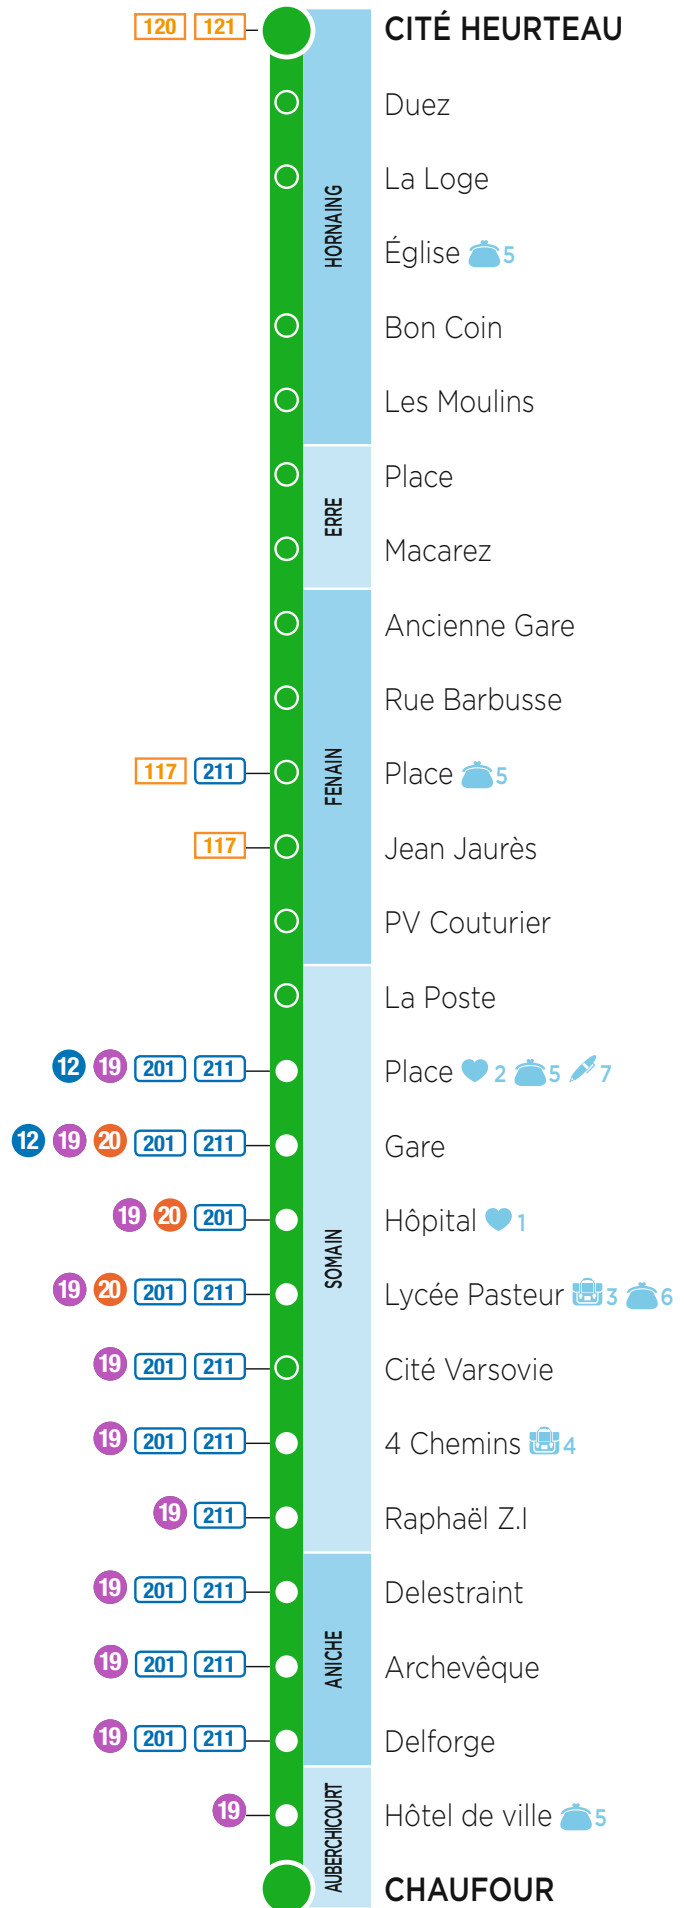 120 121 CITÉ HEURTEAU
Duez
La Loge
HORNAING
Église 5
Bon Coin
Les Moulins
Place
ERRE
Macarez
Ancienne Gare
Rue Barbusse
FENAIN
117 211 Place 5
117 Jean Jaurès
PV Couturier
La Poste
12 19 201 211 Place 2 5 7
12 19 20 201 211 Gare
19 20 201 Hôpital 1
SOMAIN
19 20 201 211 Lycée Pasteur 3 6
19 201 211 Cité Varsovie
19 201 211 4 Chemins 4
19 211 Raphaël Z.I
19 201 211 Delestraint
ANICHE
19 201 211 Archevêque
19 201 211 Delforge
19 Hôtel de ville 5
AUBERCHICOURT
CHAUFOUR